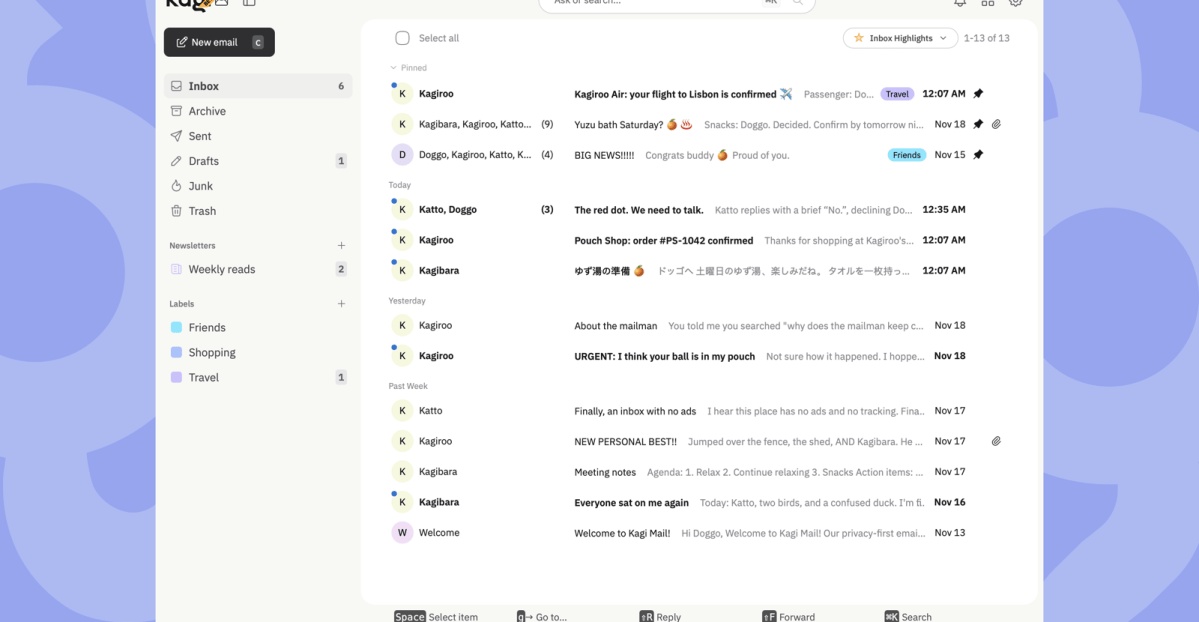 Kagi
Ask or search... ⌘K
New email C
Inbox 6
Archive
Sent
Drafts 1
Junk
Trash
Newsletters +
Weekly reads 2
Labels +
Friends
Shopping
Travel 1
Select all
Inbox Highlights 1-13 of 13
Pinned
K Kagiroo Kagiroo Air: your flight to Lisbon is confirmed ✈️ Passenger: Do... Travel 12:07 AM
K Kagibara, Kagiroo, Katto... (9) Yuzu bath Saturday? 🍊 ♨️ Snacks: Doggo. Decided. Confirm by tomorrow ni... Nov 18
D Doggo, Kagiroo, Katto, K... (4) BIG NEWS!!!!! Congrats buddy 🍊 Proud of you. Friends Nov 15
Today
K Katto, Doggo (3) The red dot. We need to talk. Katto replies with a brief “No.”, declining Do... 12:35 AM
K Kagiroo Pouch Shop: order #PS-1042 confirmed Thanks for shopping at Kagiroo's... 12:07 AM
K Kagibara ゆず湯の準備 🍊 ドッゴへ 土曜日のゆず湯、楽しみだね。 タオルを一枚持っ... 12:07 AM
Yesterday
K Kagiroo About the mailman You told me you searched "why does the mailman keep c... Nov 18
K Kagiroo URGENT: I think your ball is in my pouch Not sure how it happened. I hoppe... Nov 18
Past Week
K Katto Finally, an inbox with no ads I hear this place has no ads and no tracking. Fina.. Nov 17
K Kagiroo NEW PERSONAL BEST!! Jumped over the fence, the shed, AND Kagibara. He ... Nov 17
K Kagibara Meeting notes Agenda: 1. Relax 2. Continue relaxing 3. Snacks Action items: ... Nov 17
K Kagibara Everyone sat on me again Today: Katto, two birds, and a confused duck. I'm fi. Nov 16
W Welcome Welcome to Kagi Mail! Hi Doggo, Welcome to Kagi Mail! Our privacy-first emai... Nov 13
Space Select item g→ Go to... ⇧R Reply ⇧F Forward ⌘K Search